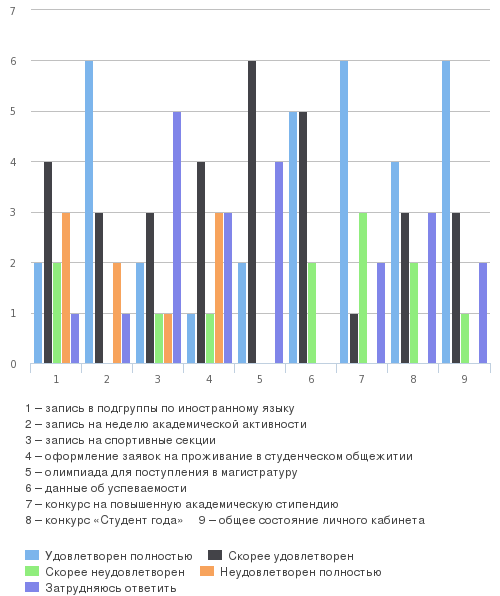 7
6
5
4
3
2
1
0
1 2 3 4 5 6 7 8 9
1 – запись в подгруппы по иностранному языку
2 – запись на неделю академической активности
3 – запись на спортивные секции
4 – оформление заявок на проживание в студенческом общежитии
5 – олимпиада для поступления в магистратуру
6 – данные об успеваемости
7 – конкурс на повышенную академическую стипендию
8 – конкурс «Студент года» 9 – общее состояние личного кабинета
Удовлетворен полностью Скорее удовлетворен
Скорее неудовлетворен Неудовлетворен полностью
Затрудняюсь ответить